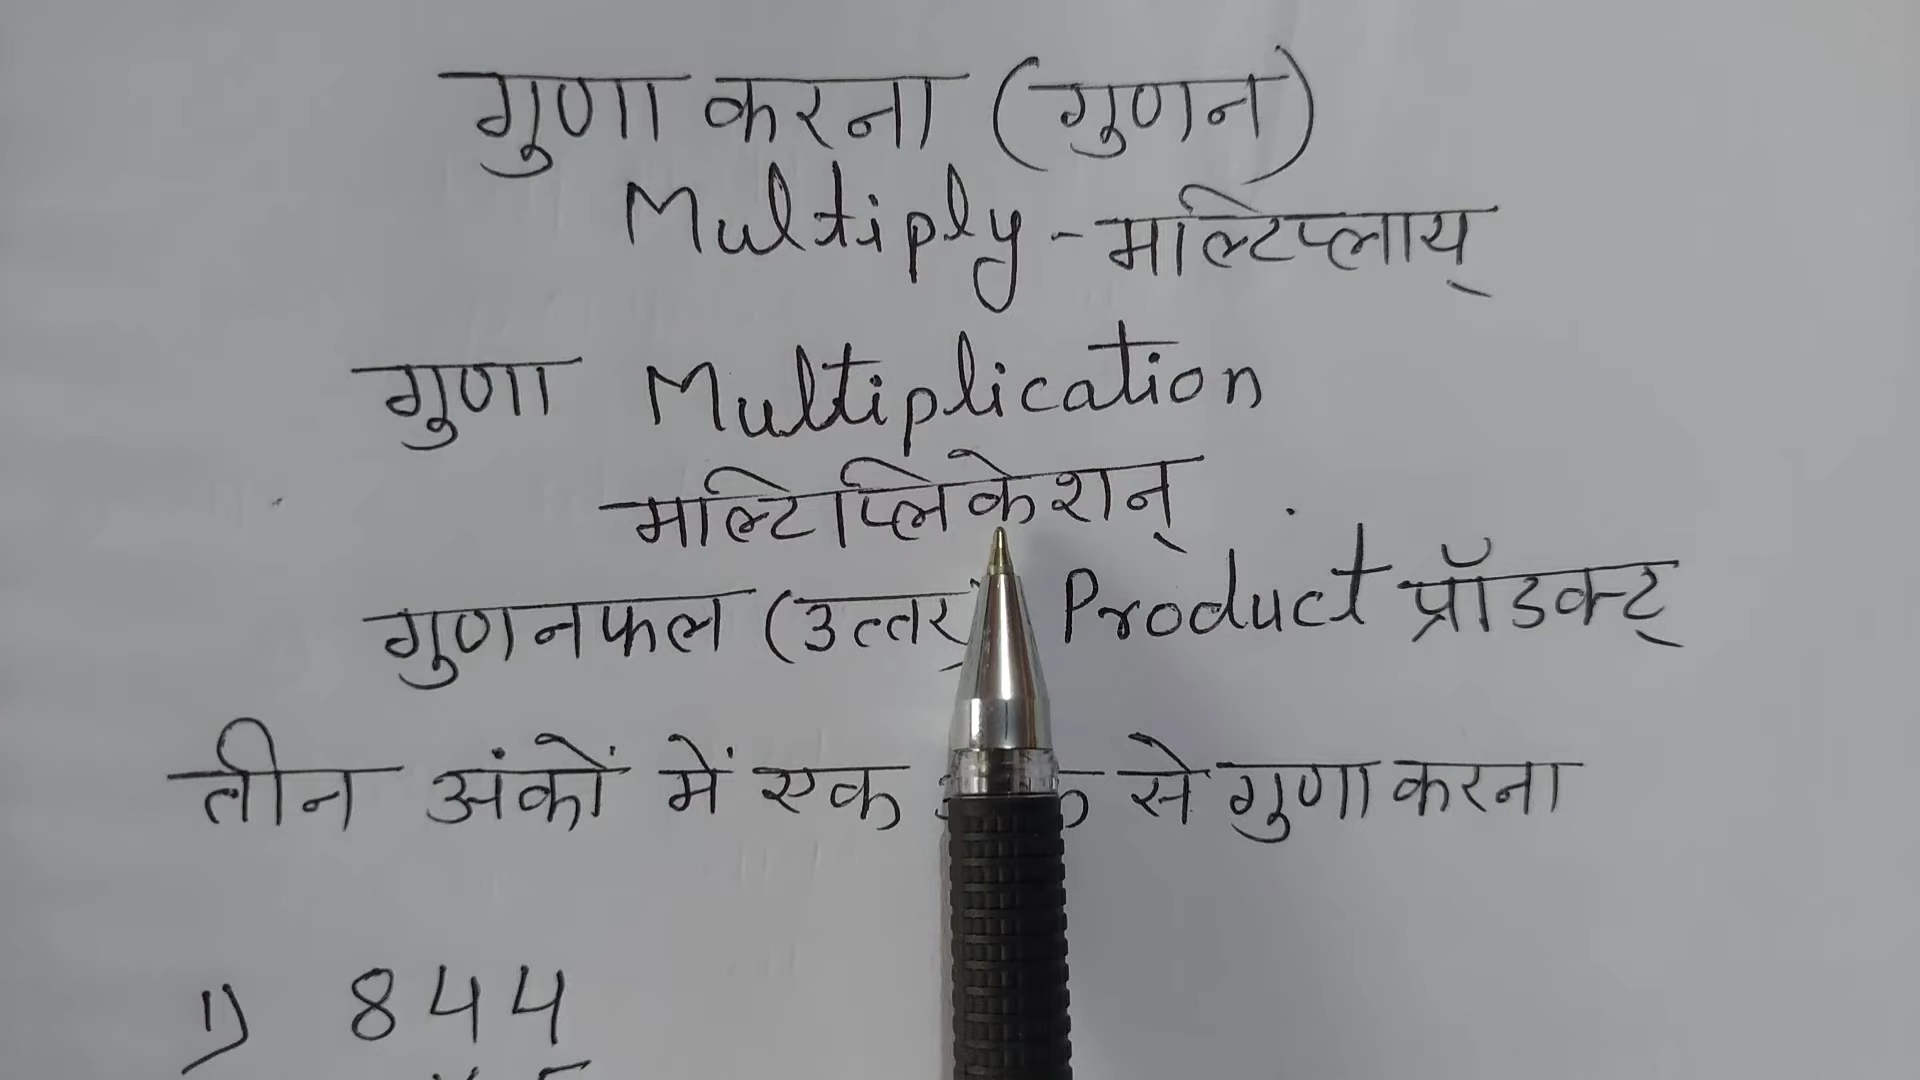 गुणा करना (गुणन)
Multiply - मल्टिप्लाय्
गुणा Multiplication
मल्टिप्लिकेशन्
गुणनफल (उत्तर) Product प्रॉडक्ट्
तीन अंकों में एक से गुणा करना
1) 844